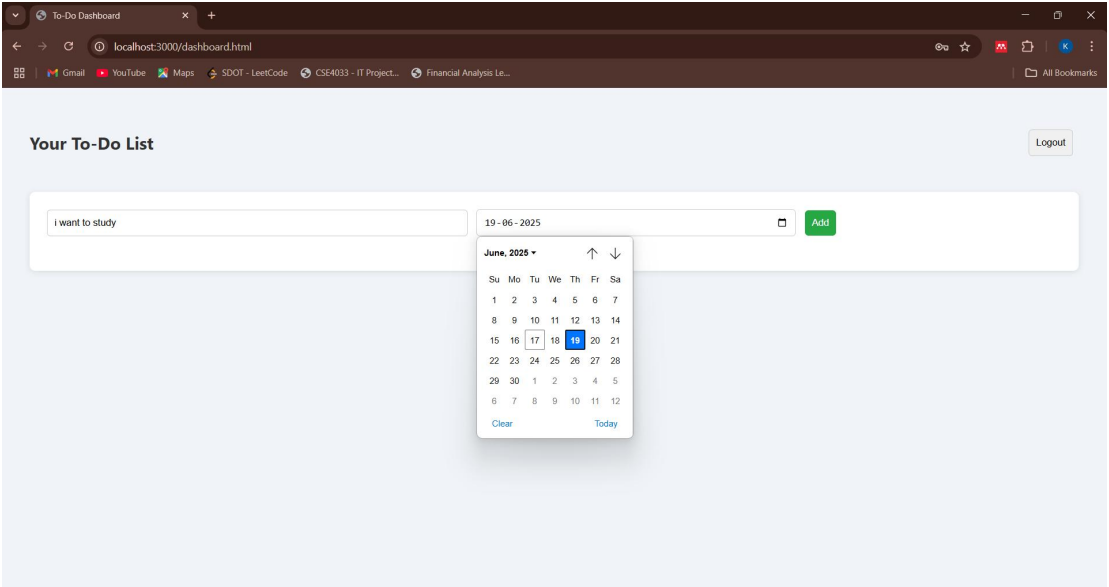 To-Do Dashboard
localhost:3000/dashboard.html
K
Gmail YouTube Maps SDOT - LeetCode CSE4033 - IT Project... Financial Analysis Le... All Bookmarks
Your To-Do List
Logout
i want to study 19-06-2025 Add
June, 2025
Su Mo Tu We Th Fr Sa
1 2 3 4 5 6 7
8 9 10 11 12 13 14
15 16 17 18 19 20 21
22 23 24 25 26 27 28
29 30 1 2 3 4 5
6 7 8 9 10 11 12
Clear Today